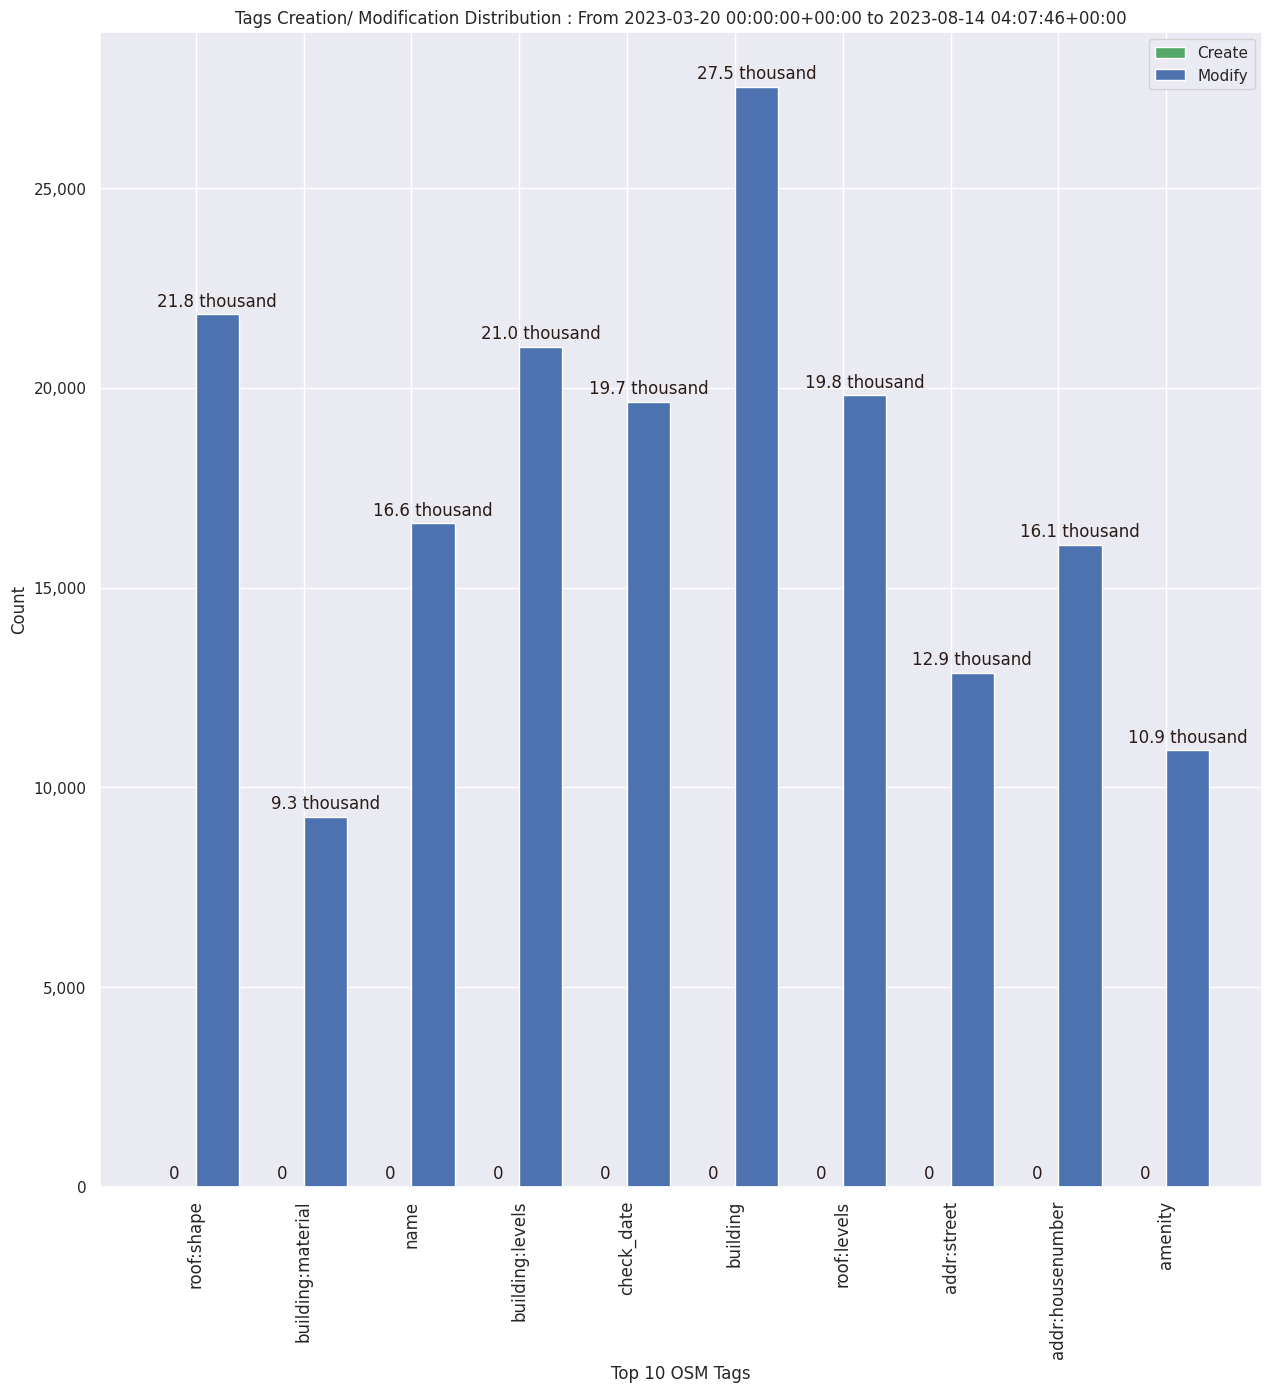 Tags Creation/ Modification Distribution : From 2023-03-20 00:00:00+00:00 to 2023-08-14 04:07:46+00:00
Create
Modify
27.5 thousand
25,000
21.8 thousand
21.0 thousand
20,000
19.8 thousand
19.7 thousand
16.6 thousand
16.1 thousand
15,000
Count
12.9 thousand
10.9 thousand
10,000
9.3 thousand
5,000
0
0 0 0 0 0 0 0 0 0 0
roof:shape
building:material
name
building:levels
check_date
building
roof:levels
addr:street
addr:housenumber
amenity
Top 10 OSM Tags